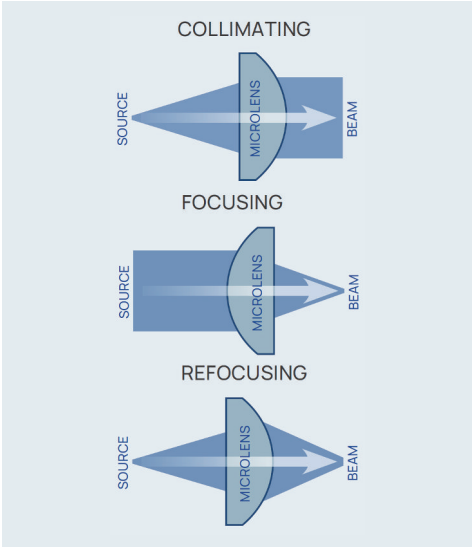 COLLIMATING
SOURCE
MICROLENS
BEAM
FOCUSING
SOURCE
MICROLENS
BEAM
REFOCUSING
SOURCE
MICROLENS
BEAM